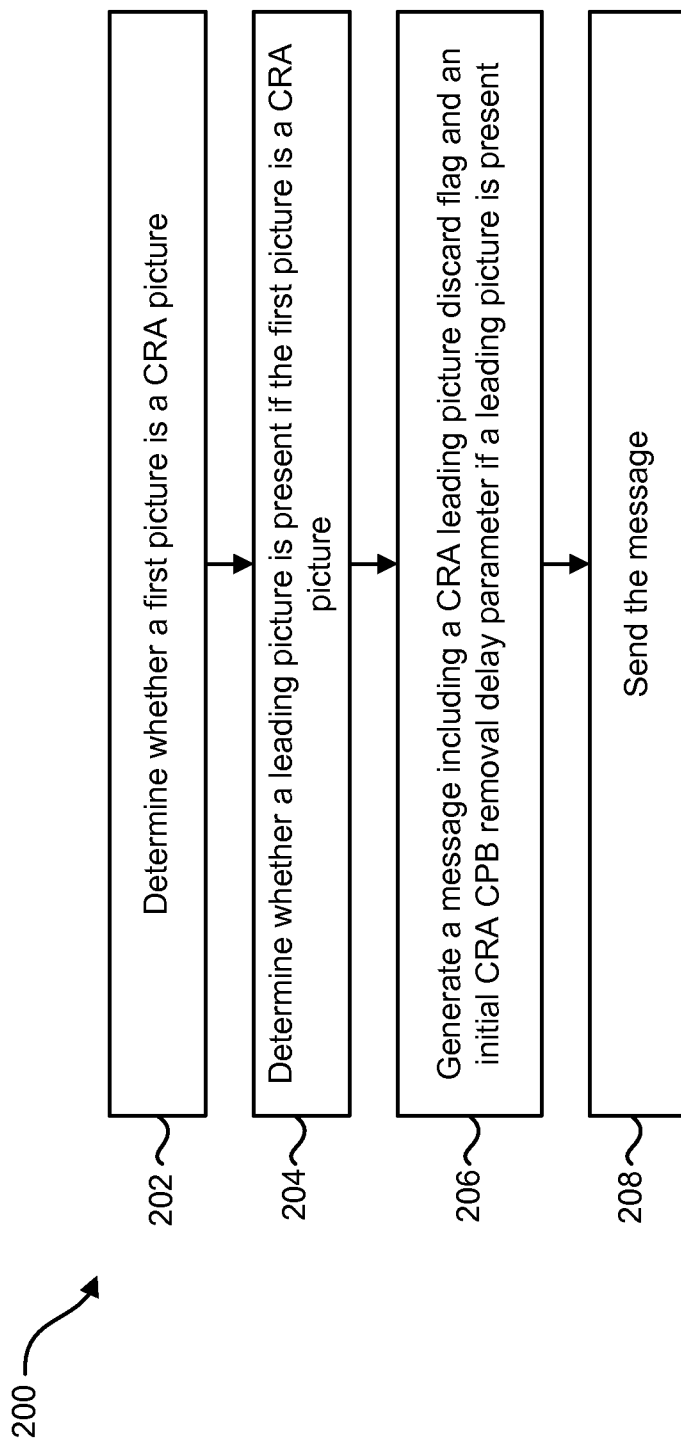 200
202
Determine whether a first picture is a CRA picture
204
Determine whether a leading picture is present if the first picture is a CRA
picture
206
Generate a message including a CRA leading picture discard flag and an
initial CRA CPB removal delay parameter if a leading picture is present
208
Send the message